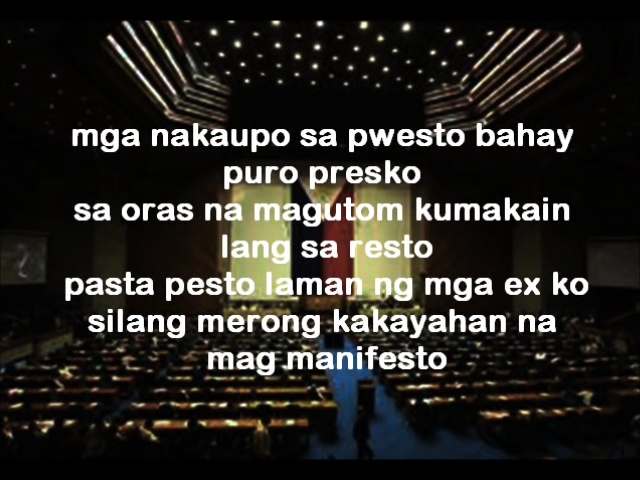 mga nakaupo sa pwesto bahay
puro presko
sa oras na magutom kumakain
lang sa resto
pasta pesto laman ng mga ex ko
silang merong kakayahan na
mag manifesto